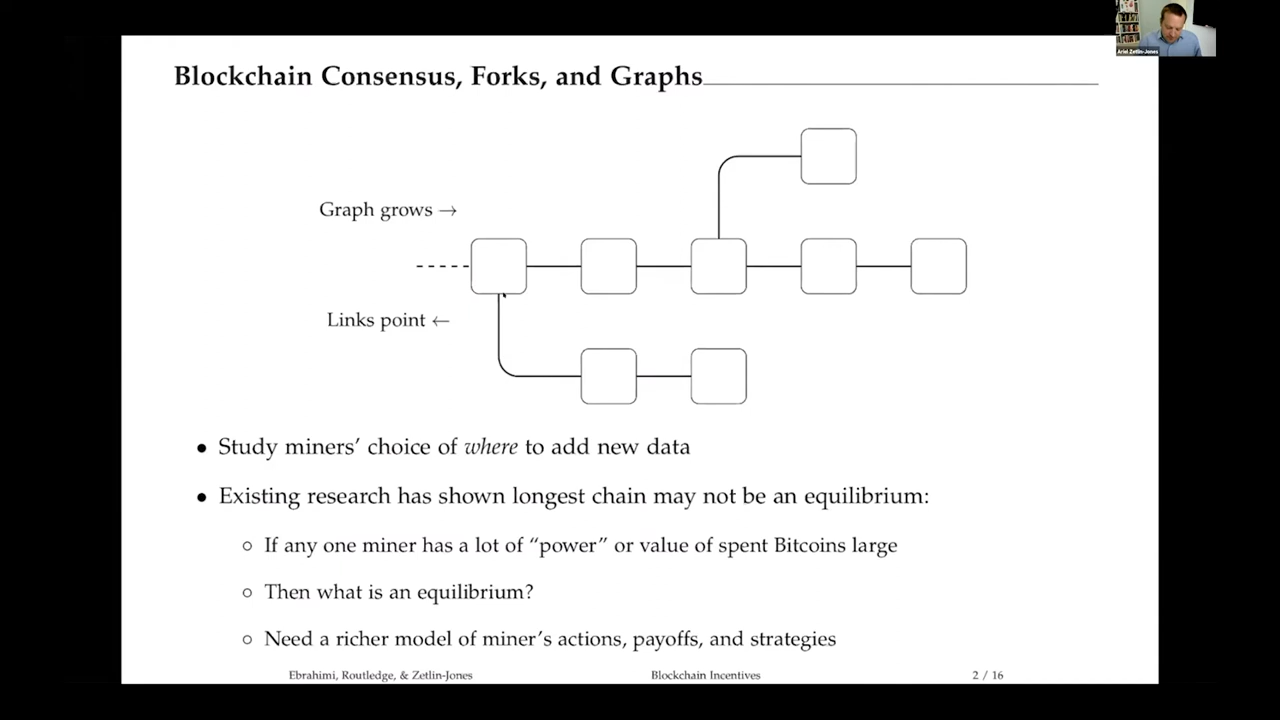 Ariel Zetlin-Jones
Blockchain Consensus, Forks, and Graphs
Graph grows →
Links point ←
• Study miners' choice of where to add new data
• Existing research has shown longest chain may not be an equilibrium:
○ If any one miner has a lot of “power” or value of spent Bitcoins large
○ Then what is an equilibrium?
○ Need a richer model of miner's actions, payoffs, and strategies
Ebrahimi, Routledge, & Zetlin-Jones Blockchain Incentives 2 / 16